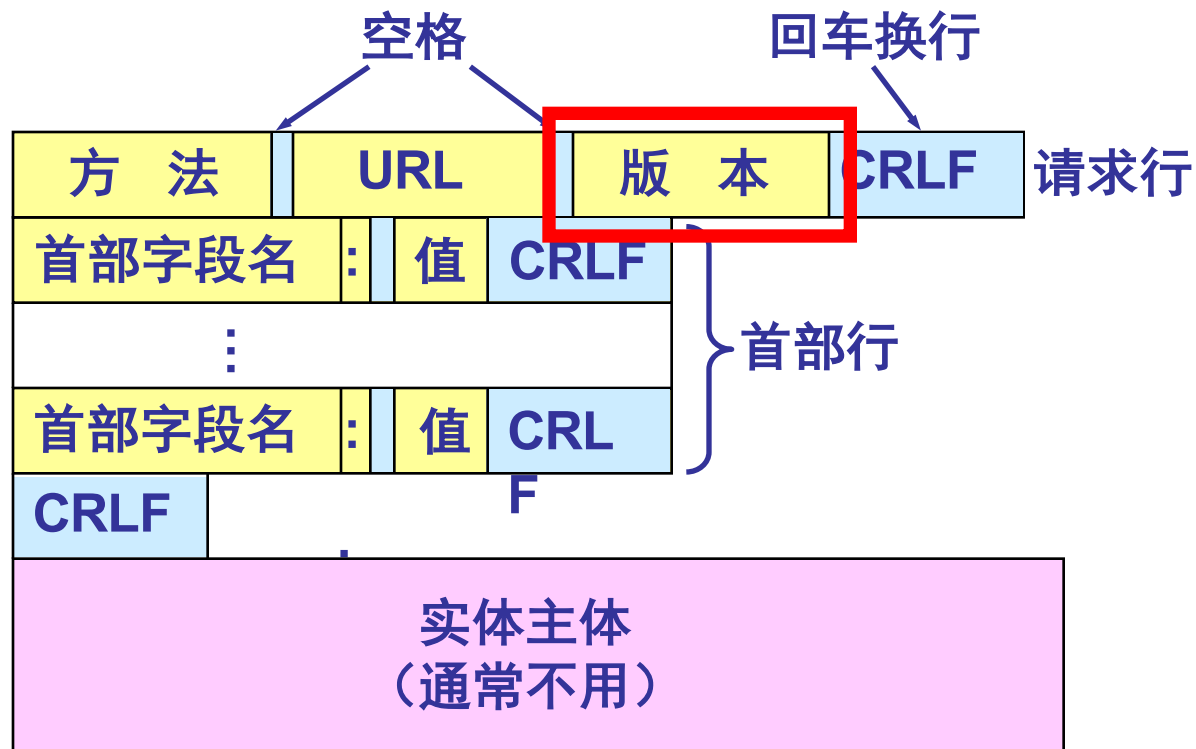 空格 回车换行
方 法 URL 版 本 CRLF 请求行
首部字段名 : 值 CRLF
⋮ 首部行
首部字段名 : 值 CRL
F
CRLF
实体主体
（通常不用）